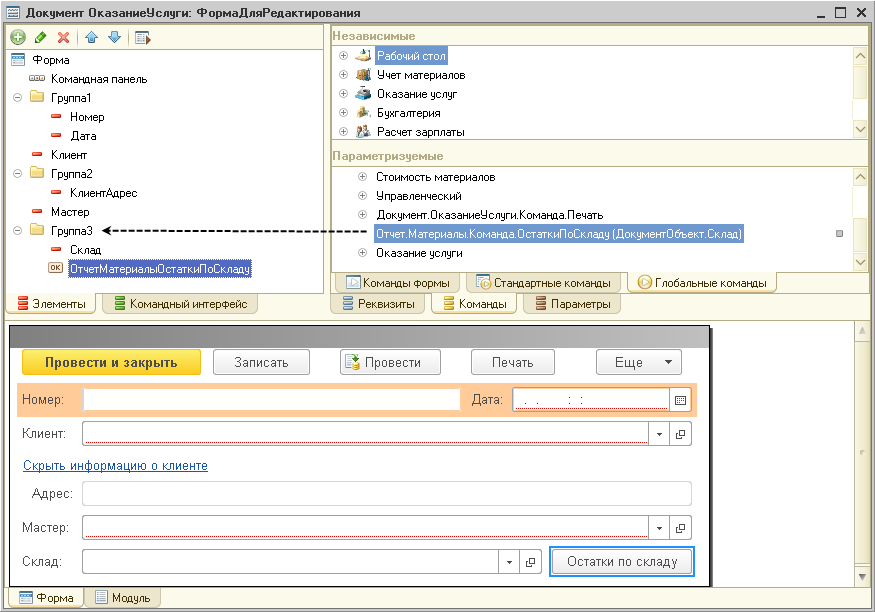 Документ ОказаниеУслуги: ФормаДляРедактирования
Форма
Командная панель
Группа1
Номер
Дата
Клиент
Группа2
КлиентАдрес
Мастер
Группа3
Склад
OK ОтчетМатериалыОстаткиПоСкладу
Элементы
Командный интерфейс
Независимые
Рабочий стол
Учет материалов
Оказание услуг
Бухгалтерия
Расчет зарплаты
Параметризуемые
Стоимость материалов
Управленческий
Документ.ОказаниеУслуги.Команда.Печать
Отчет.Материалы.Команда.ОстаткиПоСкладу (ДокументОбъект.Склад)
Оказание услуги
Команды формы
Стандартные команды
Глобальные команды
Реквизиты
Команды
Параметры
Провести и закрыть
Записать
Провести
Печать
Еще
Номер:
Дата: . . : :
Клиент:
Скрыть информацию о клиенте
Адрес:
Мастер:
Склад:
Остатки по складу
Форма
Модуль